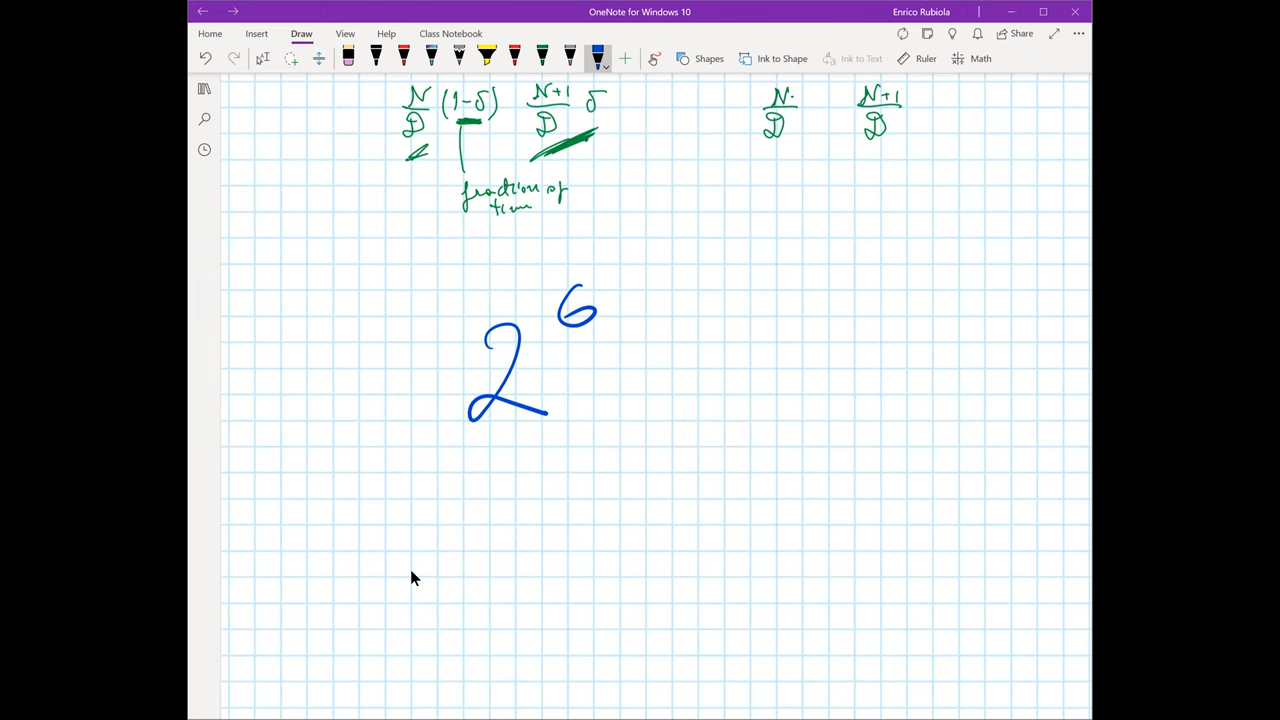 OneNote for Windows 10
Enrico Rubiola
Home Insert Draw View Help Class Notebook
Share
Shapes Ink to Shape Ink to Text Ruler Math
N/D (1-δ) N+1/D δ N/D N+1/D
fraction of
time
2^6